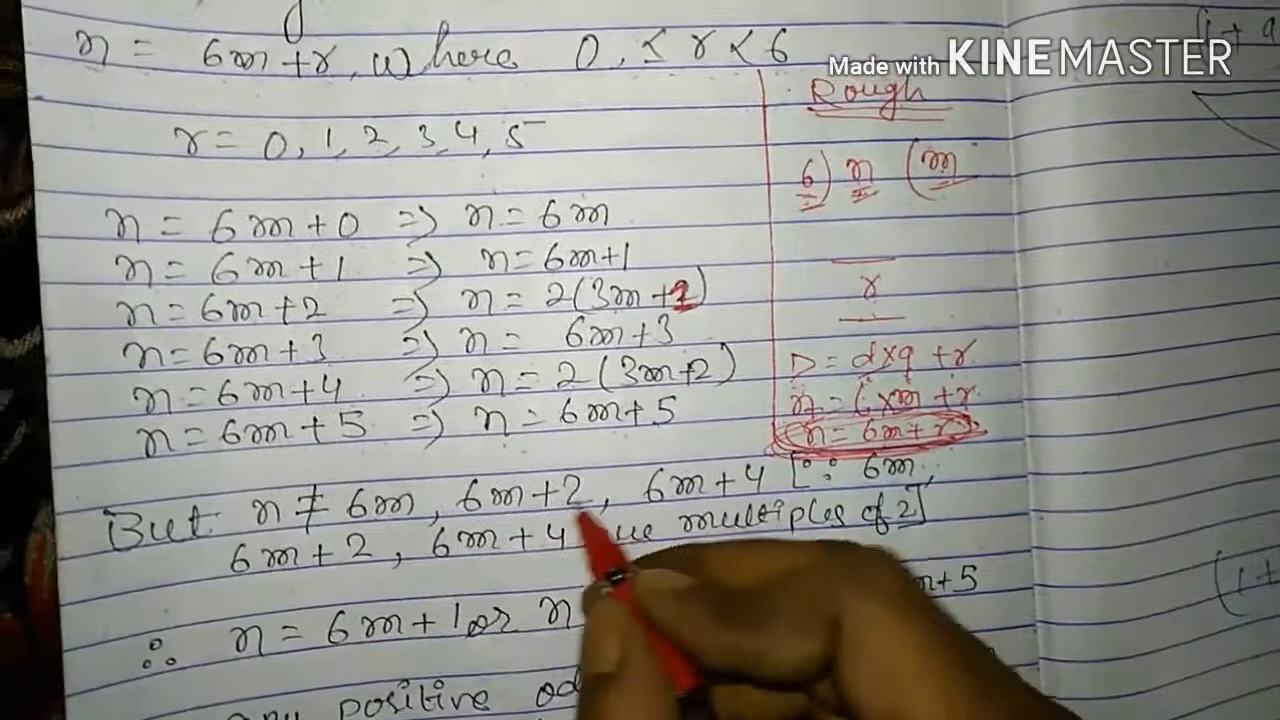 n = 6m + r, where 0 ≤ r < 6
Made with KINEMASTER
r = 0, 1, 2, 3, 4, 5
n = 6m + 0 ⇒ n = 6m
n = 6m + 1 ⇒ n = 6m + 1
n = 6m + 2 ⇒ n = 2(3m + 1)
n = 6m + 3 ⇒ n = 6m + 3
n = 6m + 4 ⇒ n = 2(3m + 2)
n = 6m + 5 ⇒ n = 6m + 5
But n ≠ 6m, 6m + 2, 6m + 4 [∵ 6m,
6m + 2, 6m + 4 multiples of 2]
∴ n = 6m + 1 or n
positive
Rough
6) n (m
r
D = d × q + r
n = 6 × m + r
n = 6m + r